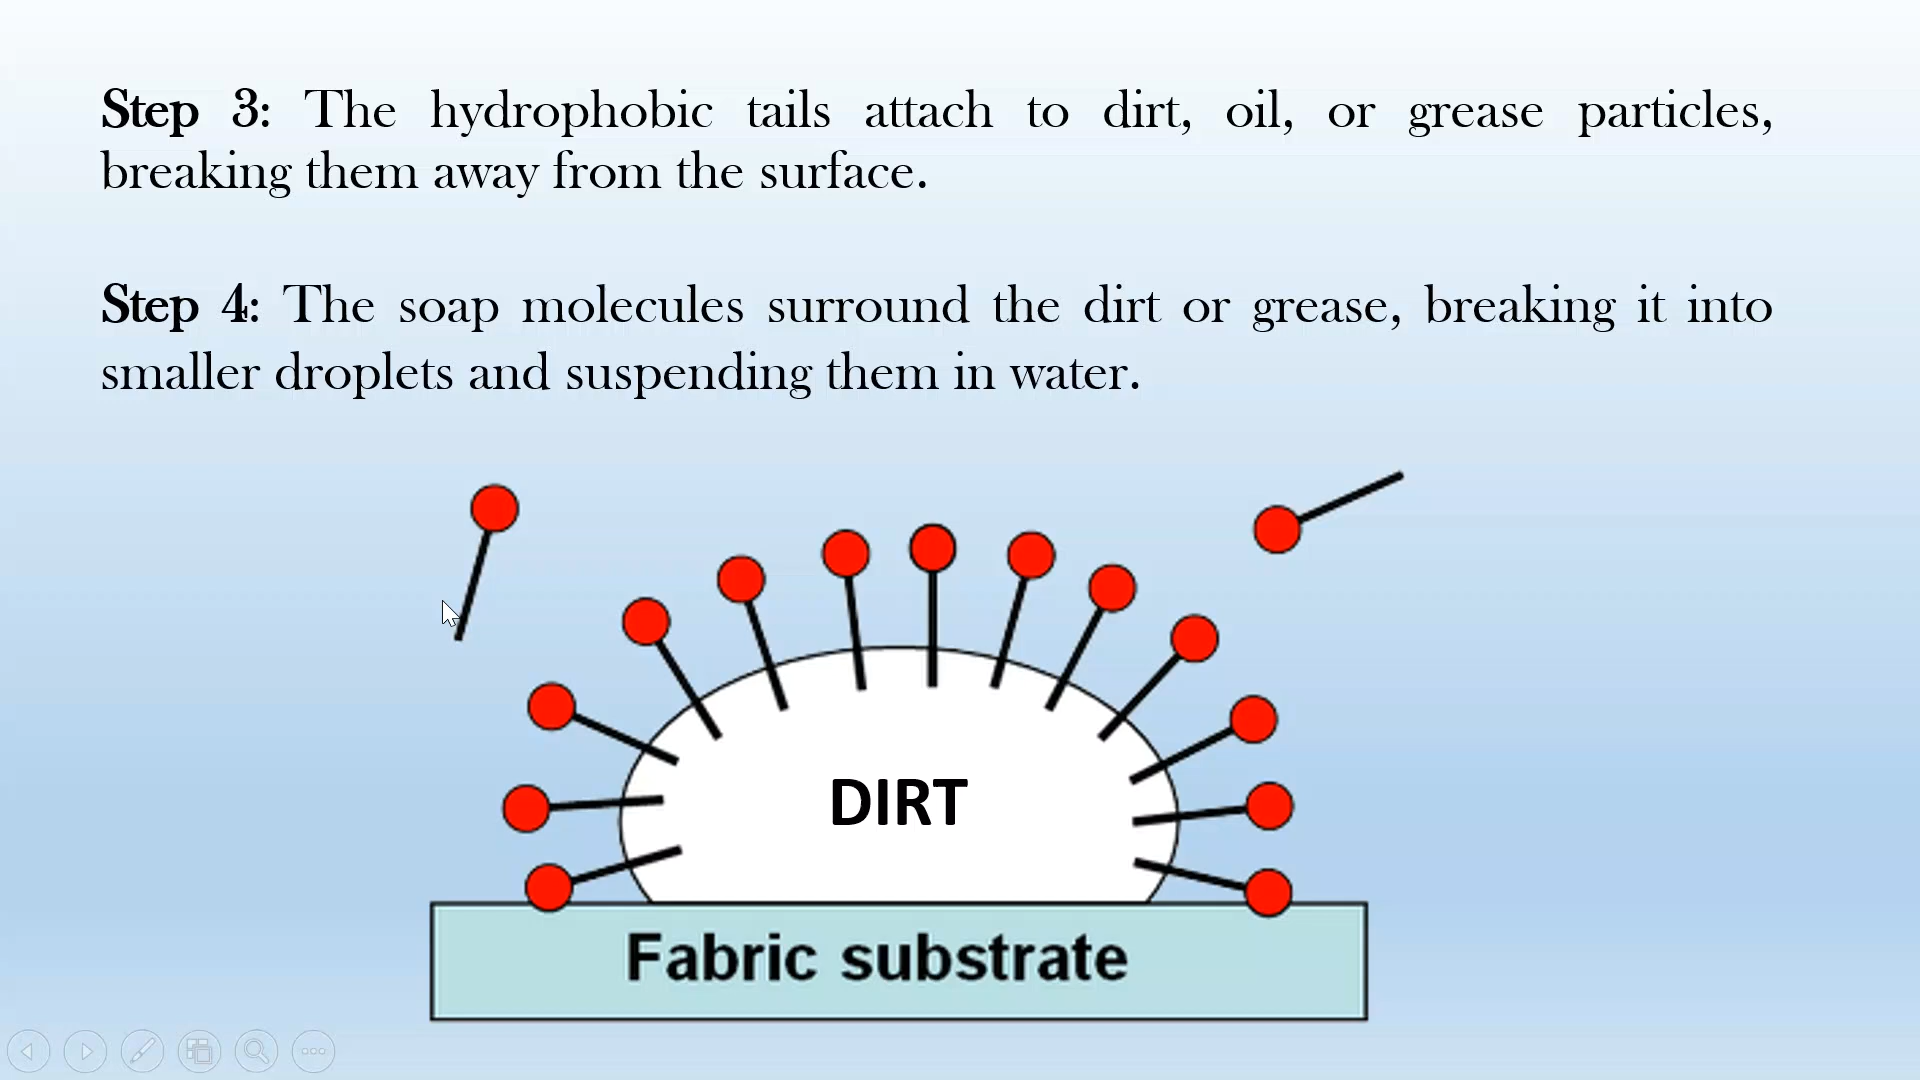 Step 3: The hydrophobic tails attach to dirt, oil, or grease particles,
breaking them away from the surface.
Step 4: The soap molecules surround the dirt or grease, breaking it into
smaller droplets and suspending them in water.
DIRT
Fabric substrate